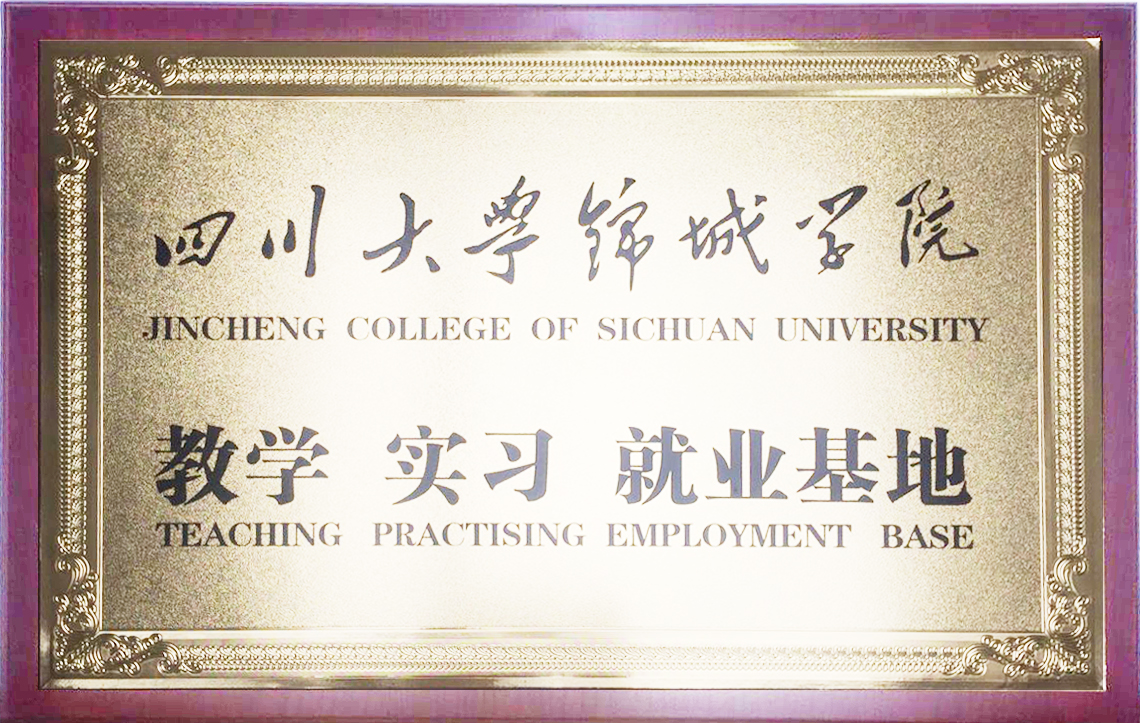 四川大學錦城学院
JINCHENG COLLEGE OF SICHUAN UNIVERSITY
教学 实习 就业基地
TEACHING PRACTISING EMPLOYMENT BASE